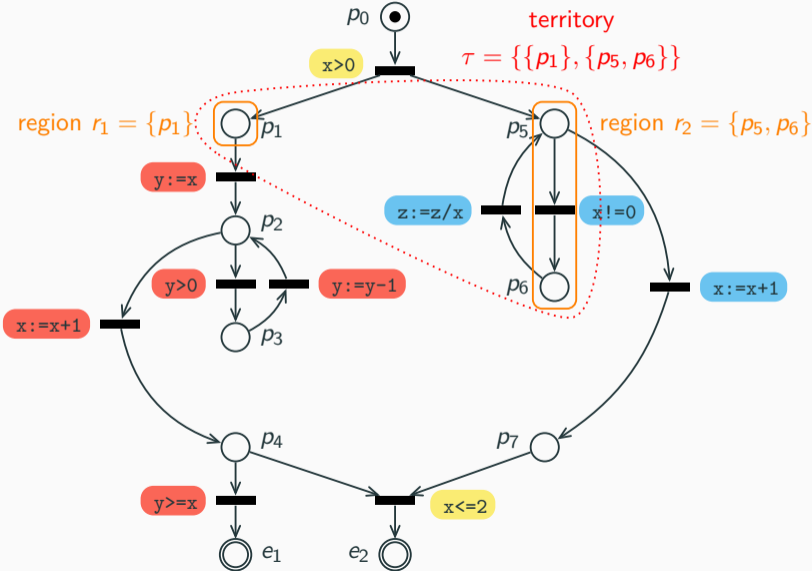 p0
territory
x>0
τ = {{p1}, {p5, p6}}
region r1 = {p1}
p1
p5
region r2 = {p5, p6}
y:=x
z:=z/x
x!=0
p2
y>0
y:=y-1
p6
x:=x+1
x:=x+1
p3
p4
p7
y>=x
x<=2
e1
e2